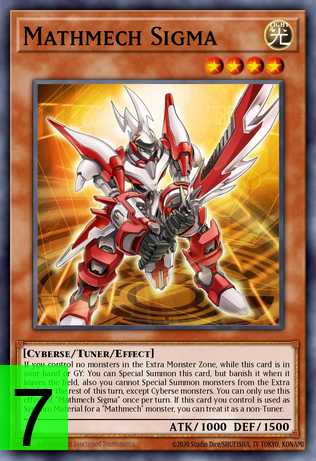 Mathmech Sigma
LIGHT
光
[Cyberse/Tuner/Effect]
If you control no monsters in the Extra Monster Zone, while this card is
your hand or GY: You can Special Summon this card, but banish it when it
the field, also you cannot Special Summon monsters from the Extra
the rest of this turn, except Cyberse monsters. You can only use this
"Mathmech Sigma" once per turn. If this card you control is used as
Material for a "Mathmech" monster, you can treat it as a non-Tuner.
ATK/1000 DEF/1500
7
©2020 Studio Dice/SHUEISHA, TV TOKYO, KONAMI